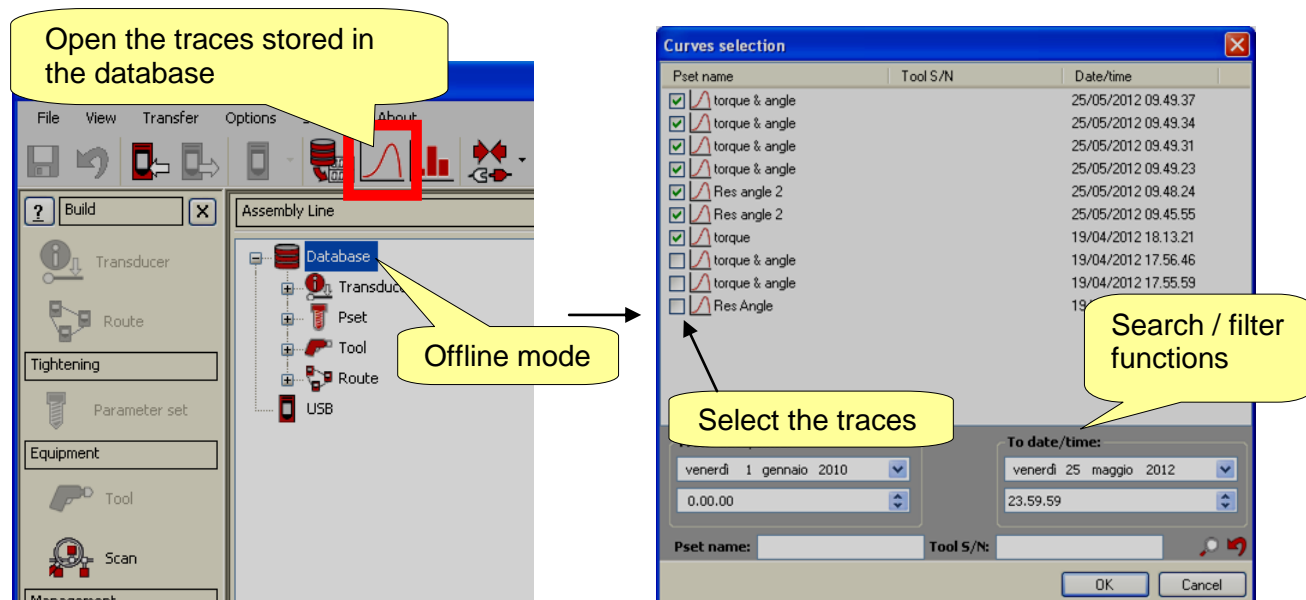 Open the traces stored in
the database
File View Transfer Options About
? Build X
Transducer
Route
Tightening
Parameter set
Equipment
Tool
Scan
Assembly Line
Database
Pset
Tool
Route
USB
Offline mode
Curves selection
Pset name Tool S/N Date/time
torque & angle 25/05/2012 09.49.37
torque & angle 25/05/2012 09.49.34
torque & angle 25/05/2012 09.49.31
torque & angle 25/05/2012 09.49.23
Res angle 2 25/05/2012 09.48.24
Res angle 2 25/05/2012 09.45.55
torque 19/04/2012 18.13.21
torque & angle 19/04/2012 17.56.46
torque & angle 19/04/2012 17.55.59
Res Angle 19
Search / filter
functions
Select the traces
To date/time:
venerdì 1 gennaio 2010
venerdì 25 maggio 2012
0.00.00
23.59.59
Pset name: Tool S/N:
OK Cancel